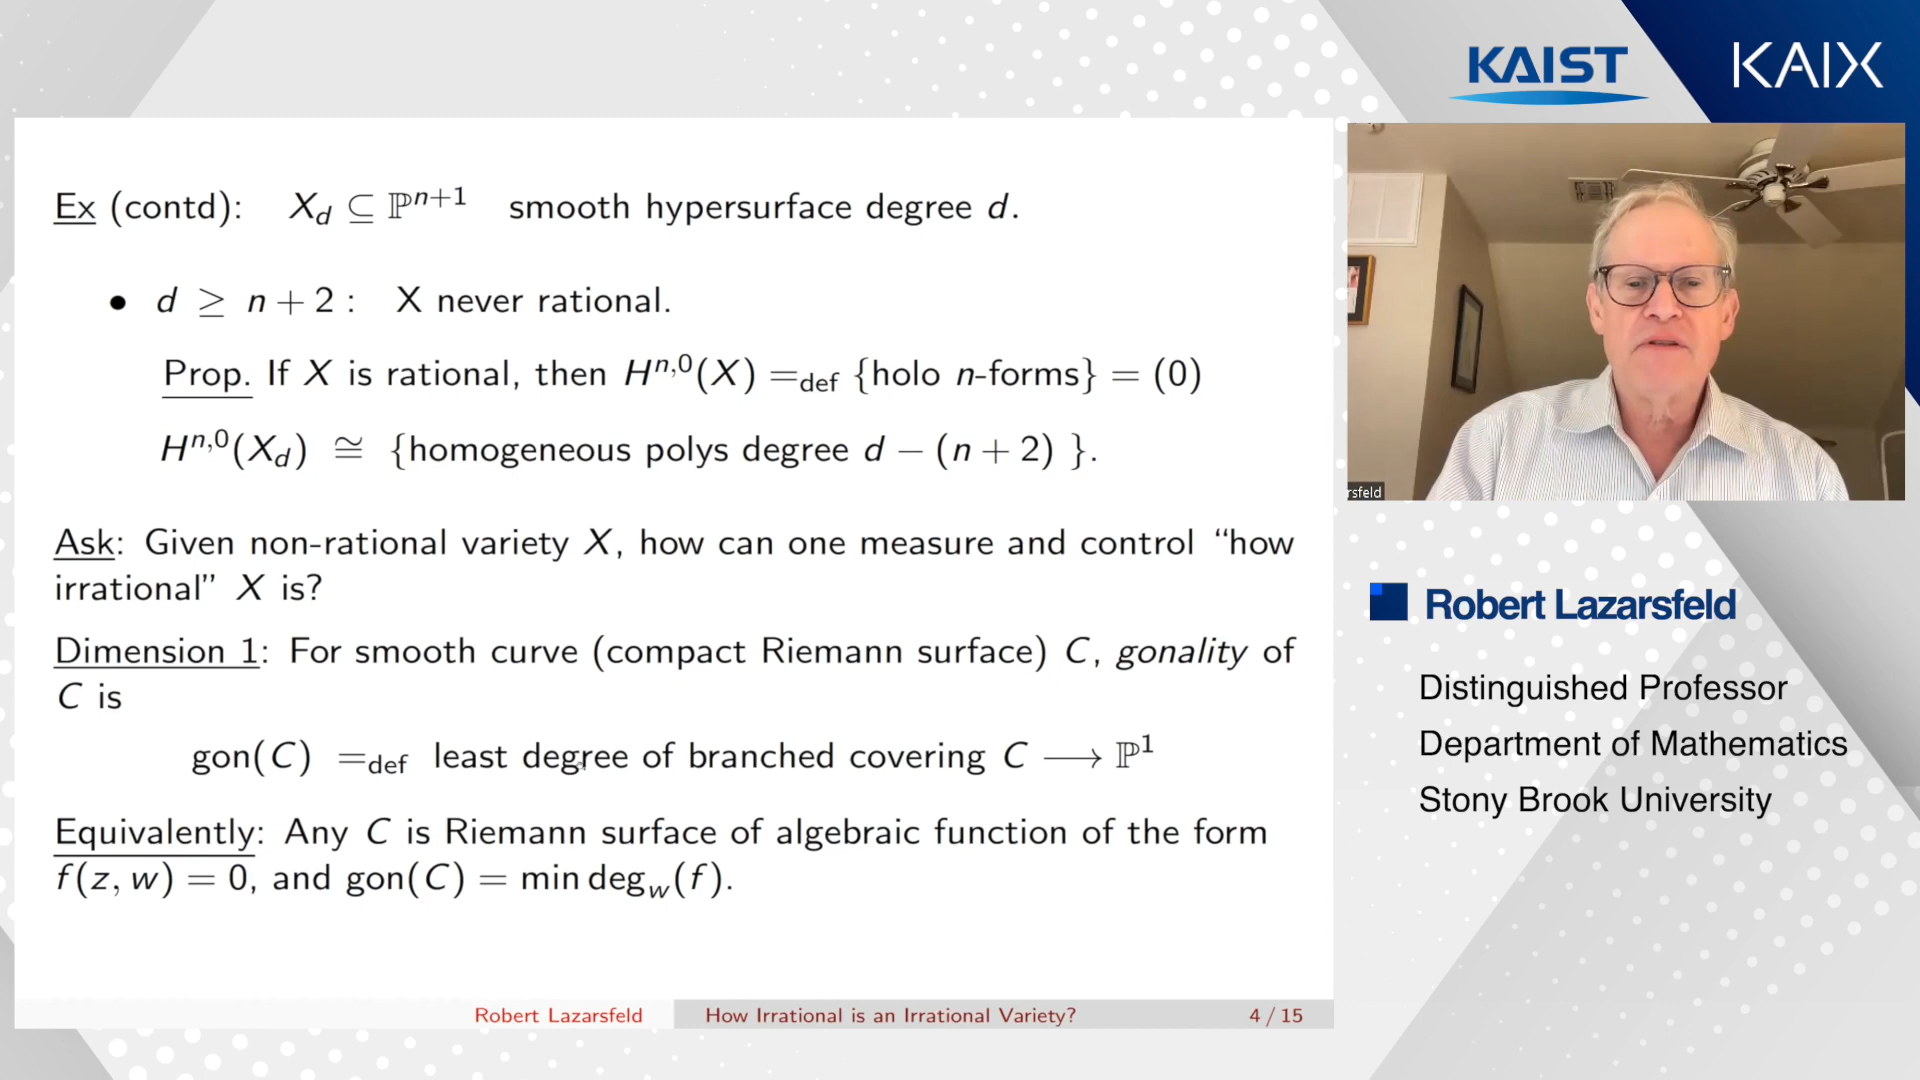 KAIST
KAIX
Ex (contd): X_d ⊆ ℙ^{n+1} smooth hypersurface degree d.
• d ≥ n + 2 : X never rational.
Prop. If X is rational, then H^{n,0}(X) =_{def} {holo n-forms} = (0)
H^{n,0}(X_d) ≅ {homogeneous polys degree d − (n + 2) }.
Ask: Given non-rational variety X, how can one measure and control “how
irrational” X is?
Dimension 1: For smooth curve (compact Riemann surface) C, gonality of
C is
gon(C) =_{def} least degree of branched covering C ⟶ ℙ^1
Equivalently: Any C is Riemann surface of algebraic function of the form
f(z, w) = 0, and gon(C) = min deg_w(f).
Robert Lazarsfeld How Irrational is an Irrational Variety? 4 / 15
rsfeld
Robert Lazarsfeld
Distinguished Professor
Department of Mathematics
Stony Brook University